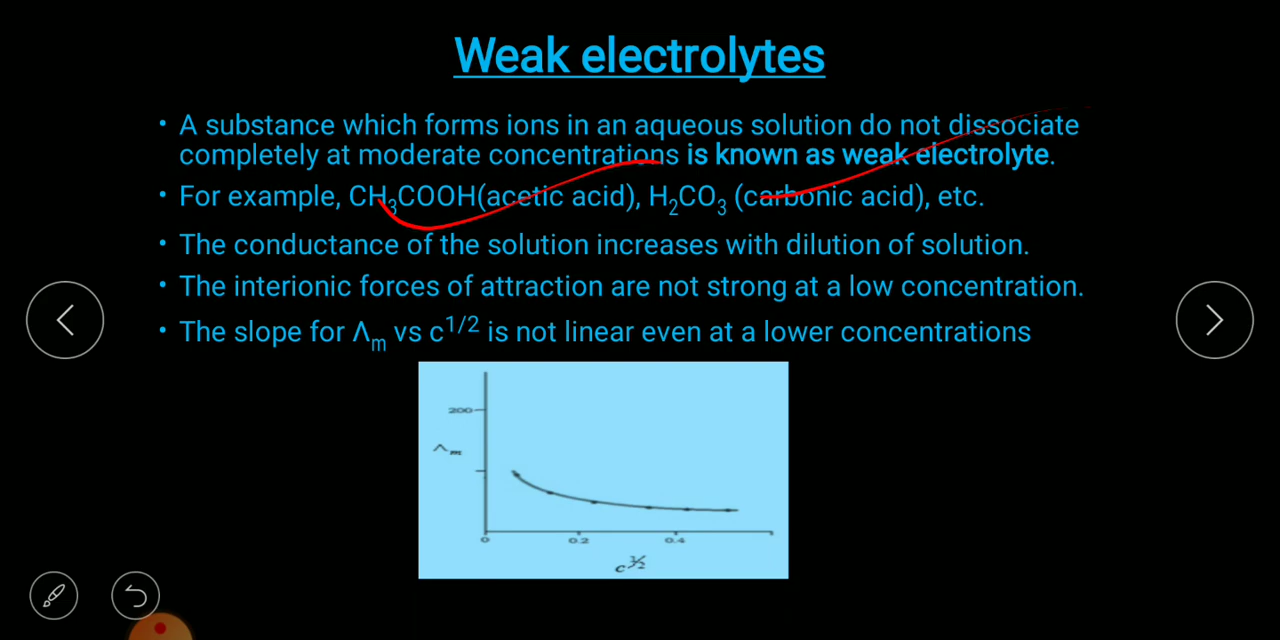 Weak electrolytes
• A substance which forms ions in an aqueous solution do not dissociate
completely at moderate concentrations is known as weak electrolyte.
• For example, CH₃COOH(acetic acid), H₂CO₃ (carbonic acid), etc.
• The conductance of the solution increases with dilution of solution.
• The interionic forces of attraction are not strong at a low concentration.
• The slope for Λₘ vs c^1/2 is not linear even at a lower concentrations
200
Λₘ
0 0.2 0.4
c^½